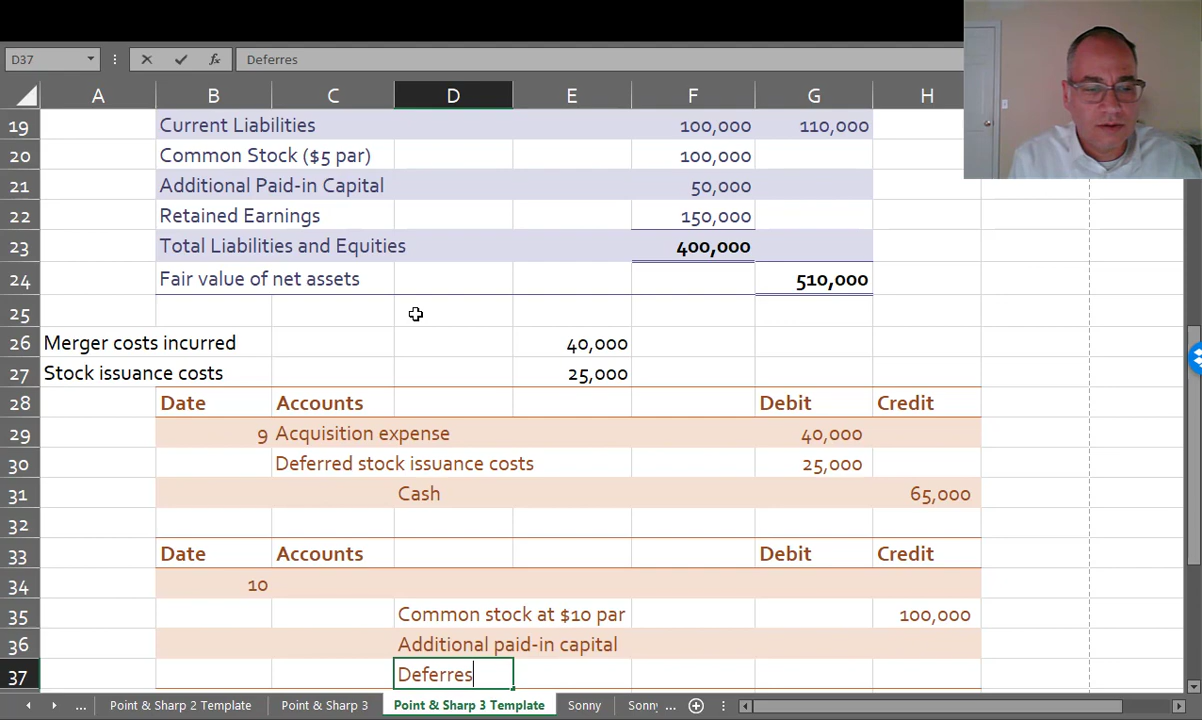 D37 fx Deferres
A B C D E F G H
19 Current Liabilities 100,000 110,000
20 Common Stock ($5 par) 100,000
21 Additional Paid-in Capital 50,000
22 Retained Earnings 150,000
23 Total Liabilities and Equities 400,000
24 Fair value of net assets 510,000
25
26 Merger costs incurred 40,000
27 Stock issuance costs 25,000
28 Date Accounts Debit Credit
29 9 Acquisition expense 40,000
30 Deferred stock issuance costs 25,000
31 Cash 65,000
32
33 Date Accounts Debit Credit
34 10
35 Common stock at $10 par 100,000
36 Additional paid-in capital
37 Deferres
... Point & Sharp 2 Template Point & Sharp 3 Point & Sharp 3 Template Sonny Sonny ...